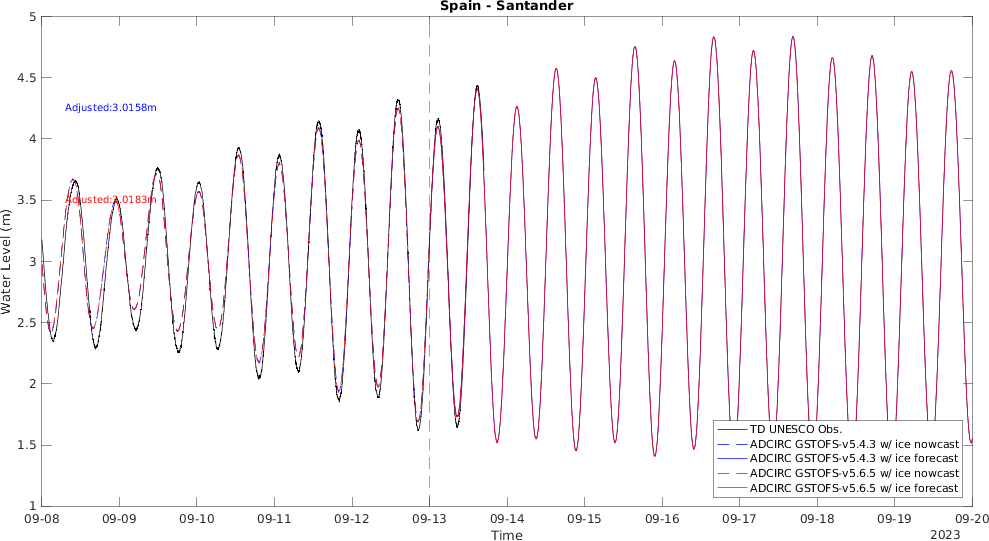 Spain - Santander
5
4.5
4
3.5
3
2.5
2
1.5
1
Water Level (m)
Adjusted:3.0158m
Adjusted:3.0183m
TD UNESCO Obs.
ADCIRC GSTOFS-v5.4.3 w/ ice nowcast
ADCIRC GSTOFS-v5.4.3 w/ ice forecast
ADCIRC GSTOFS-v5.6.5 w/ ice nowcast
ADCIRC GSTOFS-v5.6.5 w/ ice forecast
09-08 09-09 09-10 09-11 09-12 09-13 09-14 09-15 09-16 09-17 09-18 09-19 09-20
Time
2023